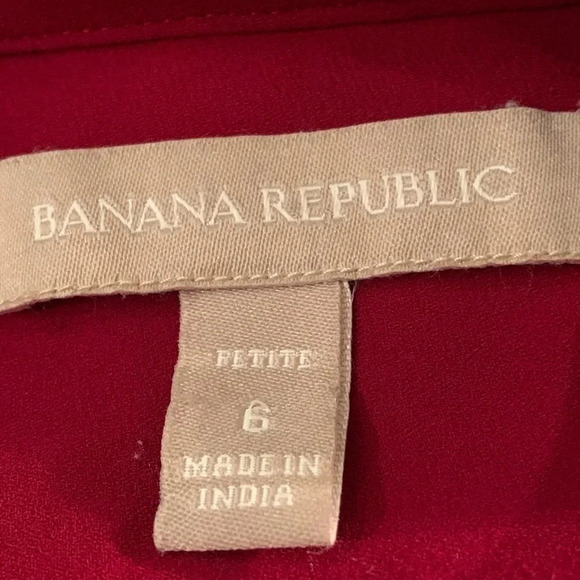 BANANA REPUBLIC
PETITE
6
MADE IN
INDIA